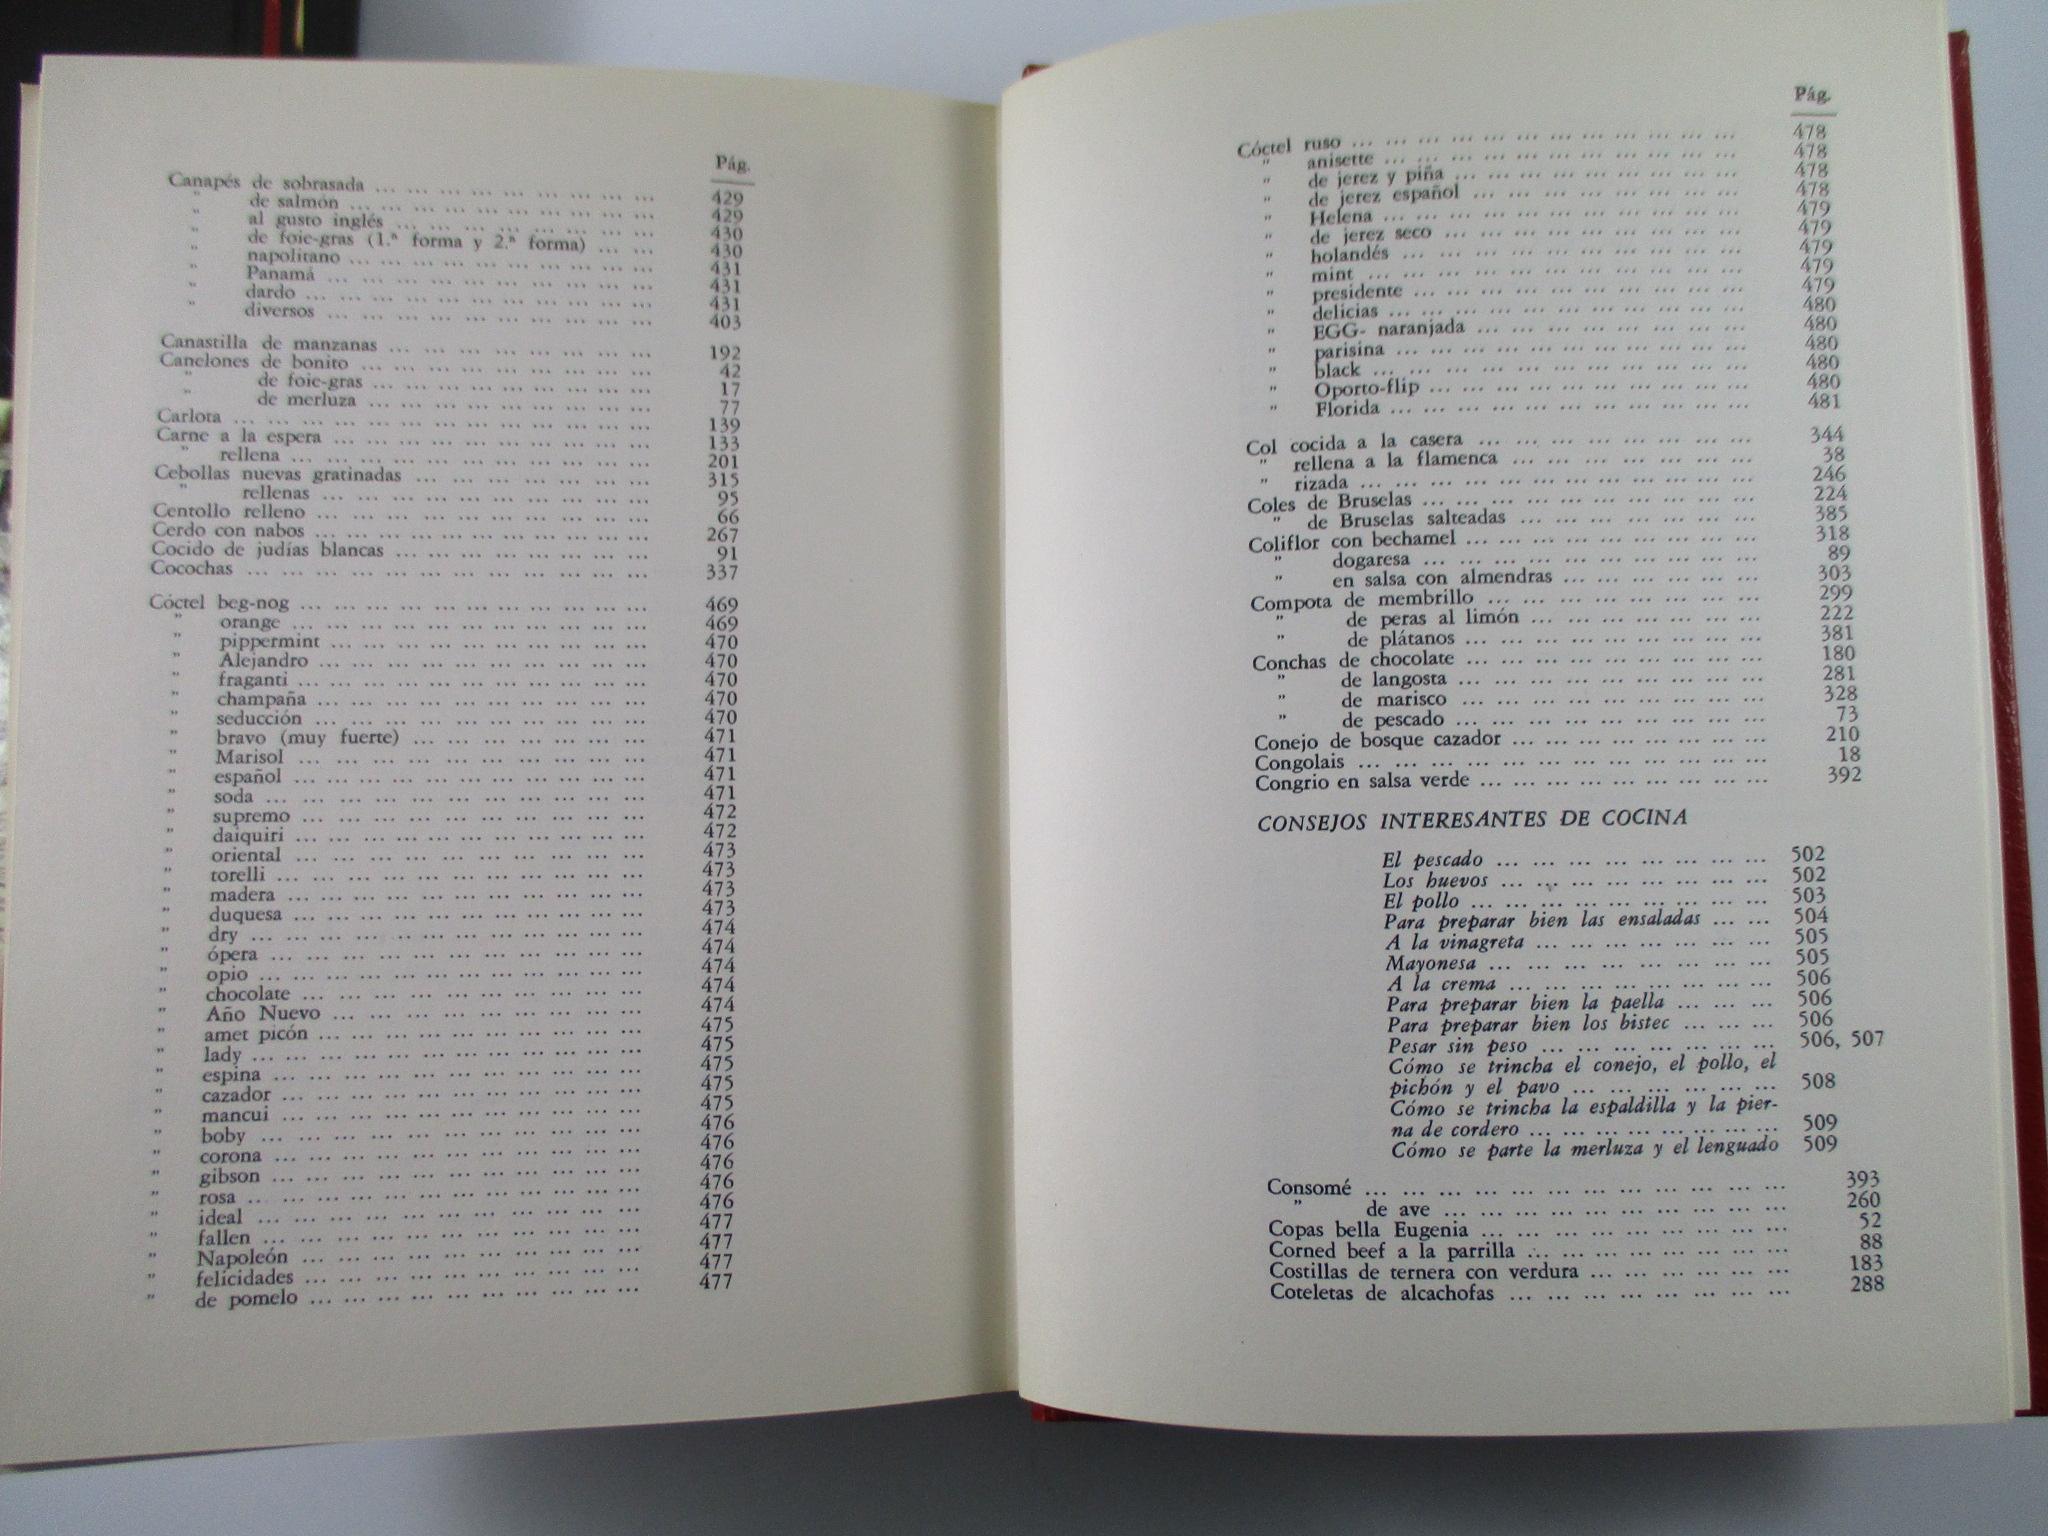 Pág.
Canapés de sobrasada ... 429
" de salmón ... 429
" al gusto inglés ... 430
" de foie-gras (1.ª forma y 2.ª forma) ... 430
" napolitano ... 431
" Panamá ... 431
" dardo ... 431
" diversos ... 403
Canastilla de manzanas ... 192
Canelones de bonito ... 42
" de foie-gras ... 17
" de merluza ... 77
Carlota ... 139
Carne a la espera ... 133
" rellena ... 201
Cebollas nuevas gratinadas ... 315
" rellenas ... 95
Centollo relleno ... 66
Cerdo con nabos ... 267
Cocido de judías blancas ... 91
Cocochas ... 337
Cóctel beg-nog ... 469
" orange ... 469
" pippermint ... 470
" Alejandro ... 470
" fraganti ... 470
" champaña ... 470
" seducción ... 470
" bravo (muy fuerte) ... 471
" Marisol ... 471
" español ... 471
" soda ... 471
" supremo ... 472
" daiquiri ... 472
" oriental ... 473
" torelli ... 473
" madera ... 473
" duquesa ... 473
" dry ... 474
" ópera ... 474
" opio ... 474
" chocolate ... 474
" Año Nuevo ... 474
" amet picón ... 475
" lady ... 475
" espina ... 475
" cazador ... 475
" mancui ... 475
" boby ... 476
" corona ... 476
" gibson ... 476
" rosa ... 476
" ideal ... 476
" fallen ... 477
" Napoleón ... 477
" felicidades ... 477
" de pomelo ... 477
Pág.
Cóctel ruso ... 478
" anisette ... 478
" de jerez y piña ... 478
" de jerez español ... 478
" Helena ... 479
" de jerez seco ... 479
" holandés ... 479
" mint ... 479
" presidente ... 479
" delicias ... 480
" EGG- naranjada ... 480
" parisina ... 480
" black ... 480
" Oporto-flip ... 480
" Florida ... 481
Col cocida a la casera ... 344
" rellena a la flamenca ... 38
" rizada ... 246
Coles de Bruselas ... 224
" de Bruselas salteadas ... 385
Coliflor con bechamel ... 318
" dogaresa ... 89
" en salsa con almendras ... 303
Compota de membrillo ... 299
" de peras al limón ... 222
" de plátanos ... 381
Conchas de chocolate ... 180
" de langosta ... 281
" de marisco ... 328
" de pescado ... 73
Conejo de bosque cazador ... 210
Congolais ... 18
Congrio en salsa verde ... 392
CONSEJOS INTERESANTES DE COCINA
El pescado ... 502
Los huevos ... 502
El pollo ... 503
Para preparar bien las ensaladas ... 504
A la vinagreta ... 505
Mayonesa ... 505
A la crema ... 506
Para preparar bien la paella ... 506
Para preparar bien los bistec ... 506
Pesar sin peso ... 506, 507
Cómo se trincha el conejo, el pollo, el
pichón y el pavo ... 508
Cómo se trincha la espaldilla y la pier-
na de cordero ... 509
Cómo se parte la merluza y el lenguado 509
Consomé ... 393
" de ave ... 260
Copas bella Eugenia ... 52
Corned beef a la parrilla ... 88
Costillas de ternera con verdura ... 183
Coteletas de alcachofas ... 288